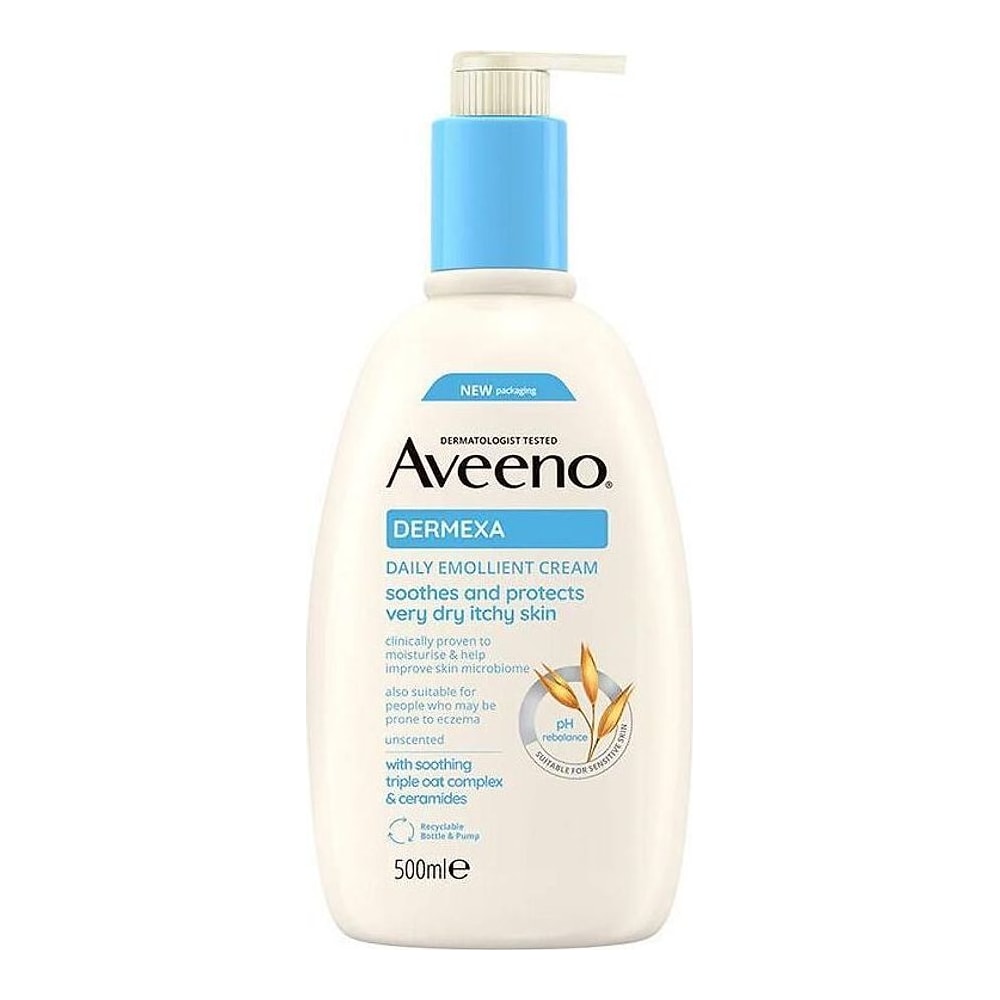 NEW packaging
DERMATOLOGIST TESTED
Aveeno®
DERMEXA
DAILY EMOLLIENT CREAM
soothes and protects
very dry itchy skin
clinically proven to
moisturise & help
improve skin microbiome
also suitable for
people who may be
prone to eczema
unscented
pH
rebalance
SUITABLE FOR SENSITIVE SKIN
with soothing
triple oat complex
& ceramides
Recyclable
Bottle & Pump
500ml℮